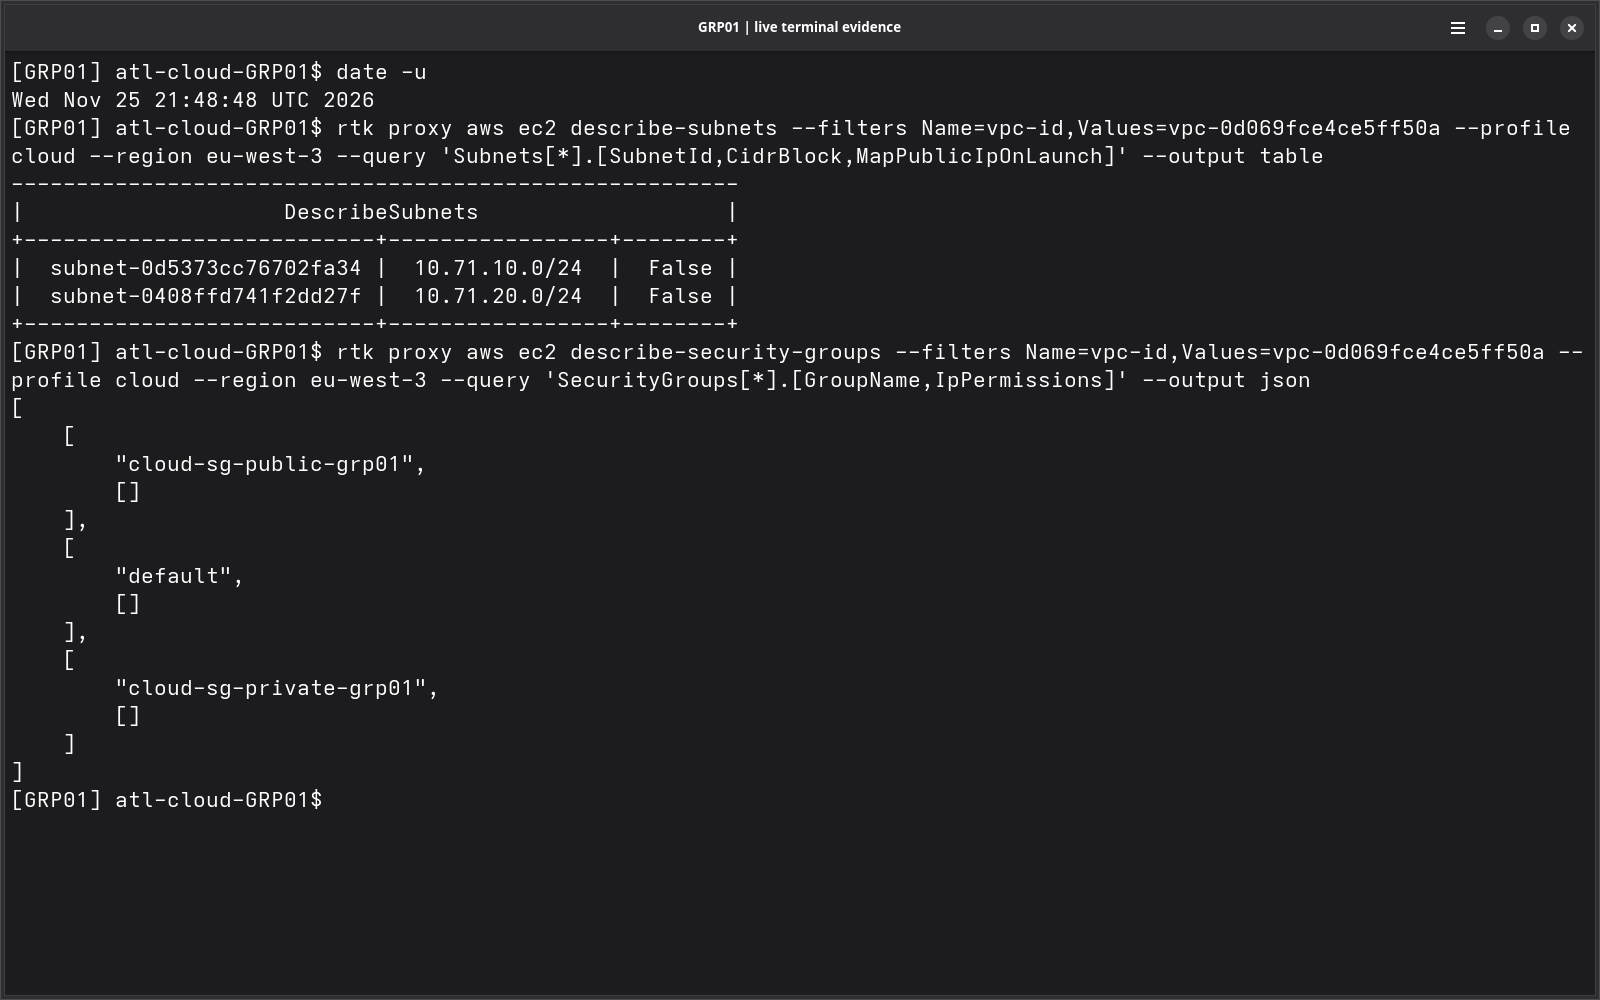 GRP01 | live terminal evidence
[GRP01] atl-cloud-GRP01$ date -u
Wed Nov 25 21:48:48 UTC 2026
[GRP01] atl-cloud-GRP01$ rtk proxy aws ec2 describe-subnets --filters Name=vpc-id,Values=vpc-0d069fce4ce5ff50a --profile
cloud --region eu-west-3 --query 'Subnets[*].[SubnetId,CidrBlock,MapPublicIpOnLaunch]' --output table
--------------------------------------------------------
|                    DescribeSubnets                   |
+---------------------------+-----------------+--------+
|  subnet-0d5373cc76702fa34 |  10.71.10.0/24  |  False |
|  subnet-0408ffd741f2dd27f |  10.71.20.0/24  |  False |
+---------------------------+-----------------+--------+
[GRP01] atl-cloud-GRP01$ rtk proxy aws ec2 describe-security-groups --filters Name=vpc-id,Values=vpc-0d069fce4ce5ff50a --
profile cloud --region eu-west-3 --query 'SecurityGroups[*].[GroupName,IpPermissions]' --output json
[
    [
        "cloud-sg-public-grp01",
        []
    ],
    [
        "default",
        []
    ],
    [
        "cloud-sg-private-grp01",
        []
    ]
]
[GRP01] atl-cloud-GRP01$